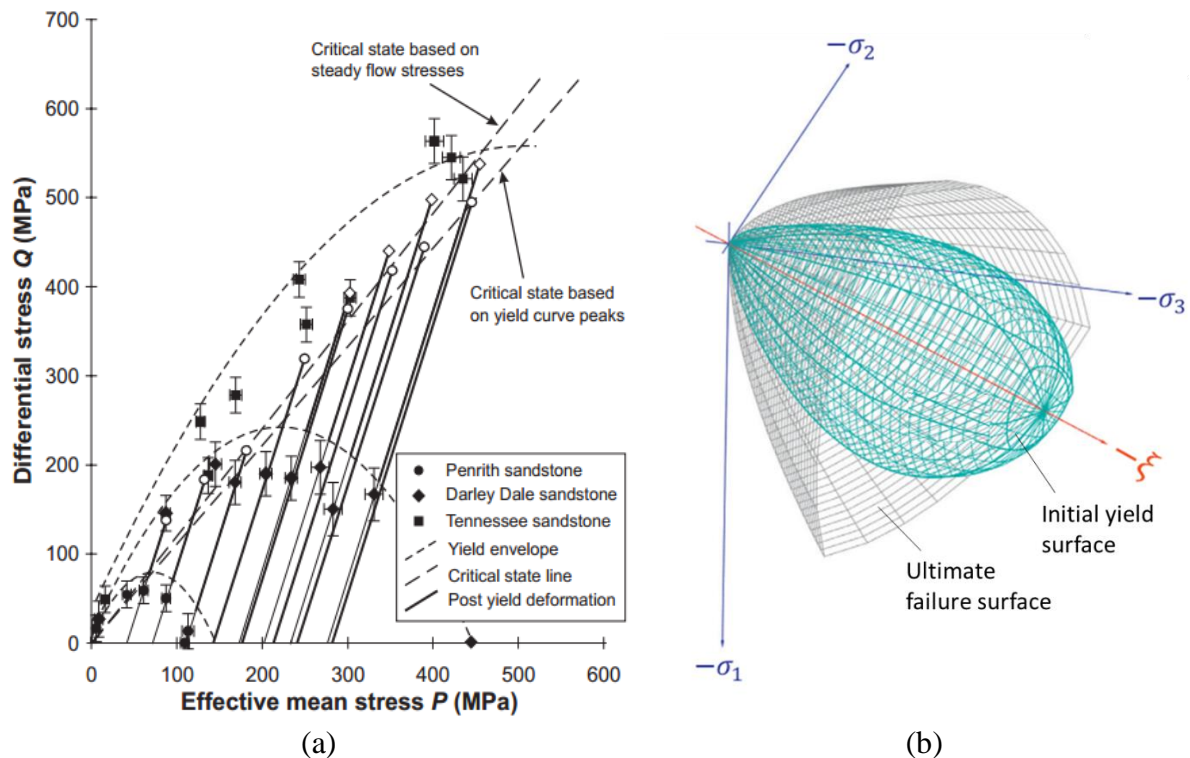 700
600
500
400
300
200
100
0
Differential stress Q (MPa)
Critical state based on
steady flow stresses
Critical state based
on yield curve peaks
Penrith sandstone
Darley Dale sandstone
Tennessee sandstone
Yield envelope
Critical state line
Post yield deformation
0 100 200 300 400 500 600
Effective mean stress P (MPa)
(a)
−σ2
−σ3
−ξ
Initial yield
surface
Ultimate
failure surface
−σ1
(b)